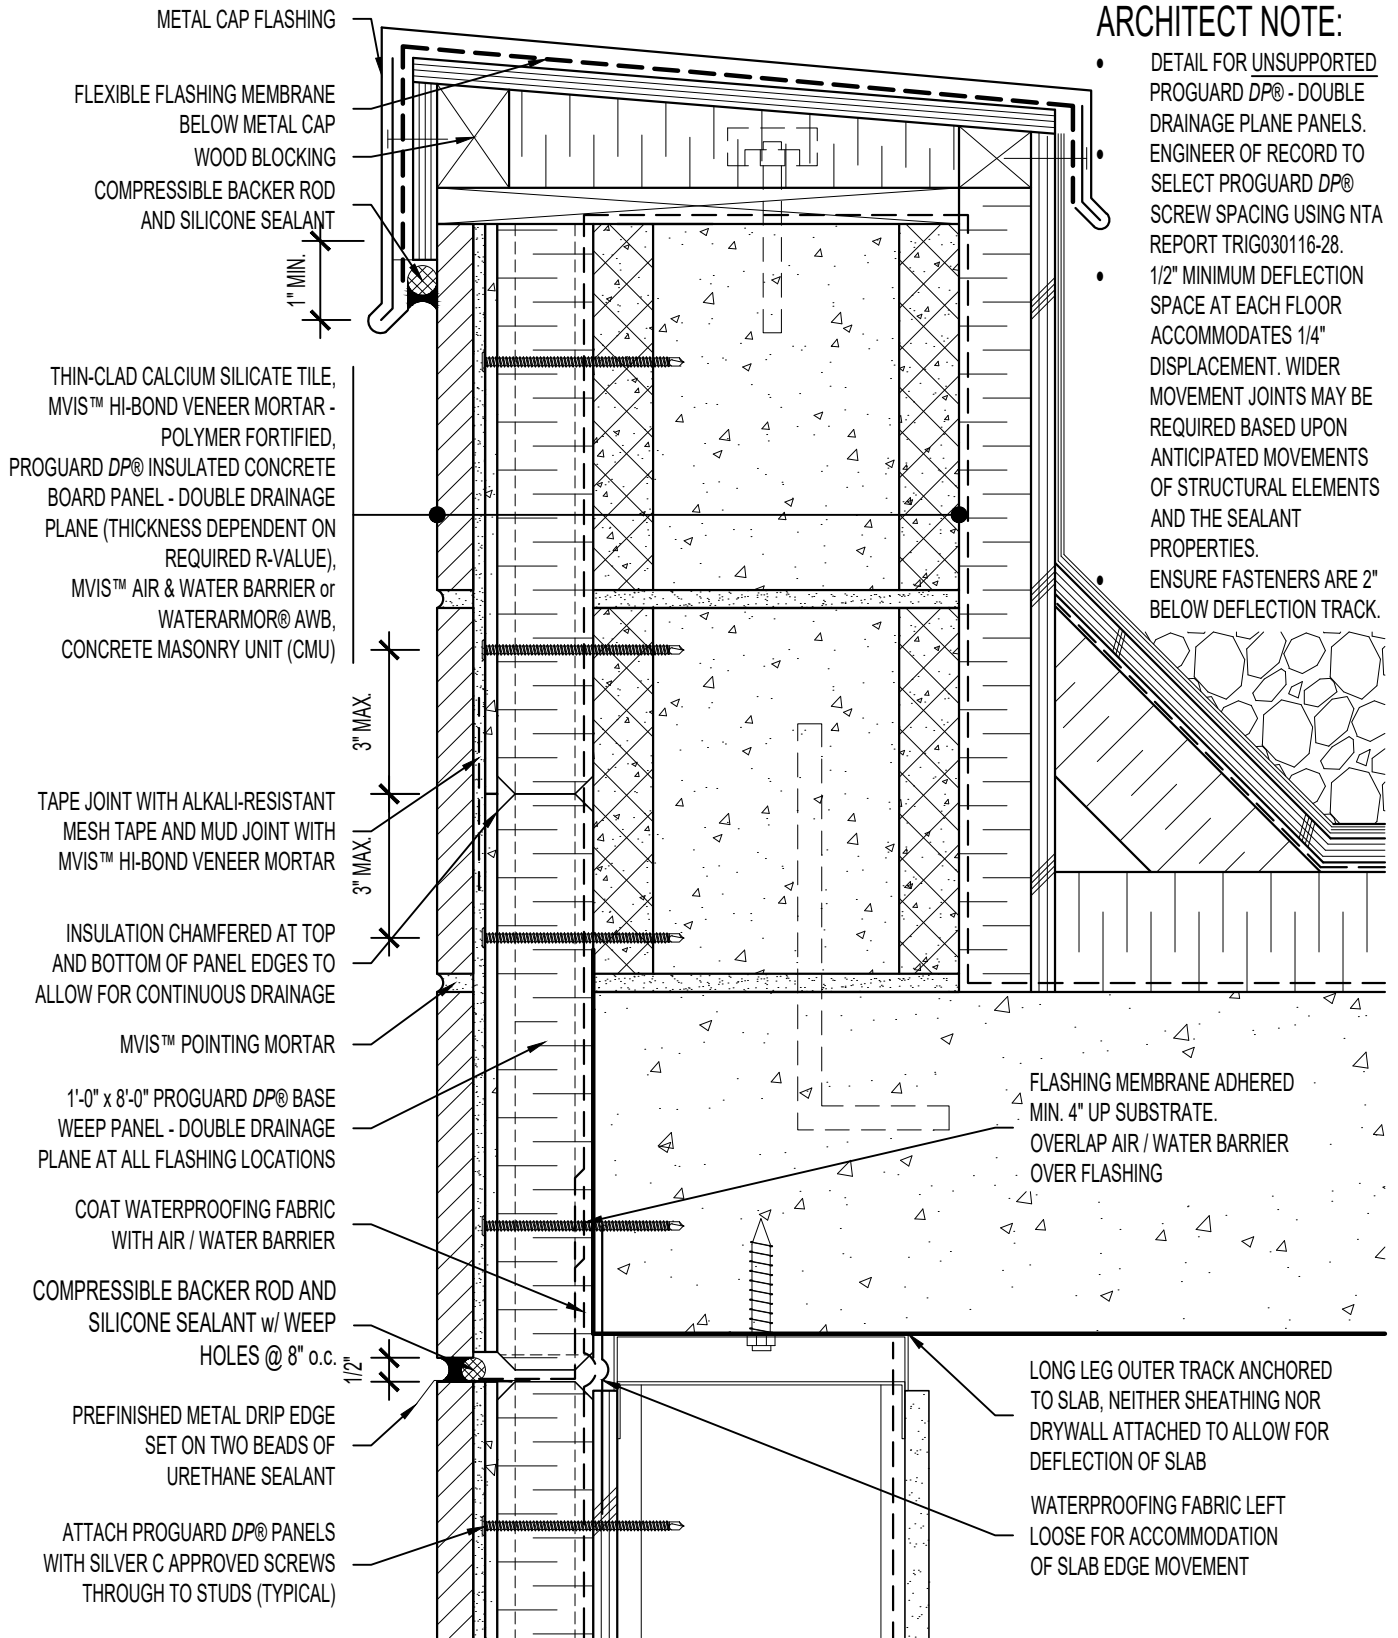 METAL CAP FLASHING
FLEXIBLE FLASHING MEMBRANE
BELOW METAL CAP
WOOD BLOCKING
COMPRESSIBLE BACKER ROD
AND SILICONE SEALANT
1" MIN.
THIN-CLAD CALCIUM SILICATE TILE,
MVIS™ HI-BOND VENEER MORTAR -
POLYMER FORTIFIED,
PROGUARD DP® INSULATED CONCRETE
BOARD PANEL - DOUBLE DRAINAGE
PLANE (THICKNESS DEPENDENT ON
REQUIRED R-VALUE),
MVIS™ AIR & WATER BARRIER or
WATERARMOR® AWB,
CONCRETE MASONRY UNIT (CMU)
3" MAX.
TAPE JOINT WITH ALKALI-RESISTANT
MESH TAPE AND MUD JOINT WITH
MVIS™ HI-BOND VENEER MORTAR
3" MAX.
INSULATION CHAMFERED AT TOP
AND BOTTOM OF PANEL EDGES TO
ALLOW FOR CONTINUOUS DRAINAGE
MVIS™ POINTING MORTAR
1'-0" x 8'-0" PROGUARD DP® BASE
WEEP PANEL - DOUBLE DRAINAGE
PLANE AT ALL FLASHING LOCATIONS
COAT WATERPROOFING FABRIC
WITH AIR / WATER BARRIER
COMPRESSIBLE BACKER ROD AND
SILICONE SEALANT w/ WEEP
HOLES @ 8" o.c.
1/2"
PREFINISHED METAL DRIP EDGE
SET ON TWO BEADS OF
URETHANE SEALANT
ATTACH PROGUARD DP® PANELS
WITH SILVER C APPROVED SCREWS
THROUGH TO STUDS (TYPICAL)
ARCHITECT NOTE:
• DETAIL FOR UNSUPPORTED
PROGUARD DP® - DOUBLE
DRAINAGE PLANE PANELS.
• ENGINEER OF RECORD TO
SELECT PROGUARD DP®
SCREW SPACING USING NTA
REPORT TRIG030116-28.
• 1/2" MINIMUM DEFLECTION
SPACE AT EACH FLOOR
ACCOMMODATES 1/4"
DISPLACEMENT. WIDER
MOVEMENT JOINTS MAY BE
REQUIRED BASED UPON
ANTICIPATED MOVEMENTS
OF STRUCTURAL ELEMENTS
AND THE SEALANT
PROPERTIES.
• ENSURE FASTENERS ARE 2"
BELOW DEFLECTION TRACK.
FLASHING MEMBRANE ADHERED
MIN. 4" UP SUBSTRATE.
OVERLAP AIR / WATER BARRIER
OVER FLASHING
LONG LEG OUTER TRACK ANCHORED
TO SLAB, NEITHER SHEATHING NOR
DRYWALL ATTACHED TO ALLOW FOR
DEFLECTION OF SLAB
WATERPROOFING FABRIC LEFT
LOOSE FOR ACCOMMODATION
OF SLAB EDGE MOVEMENT